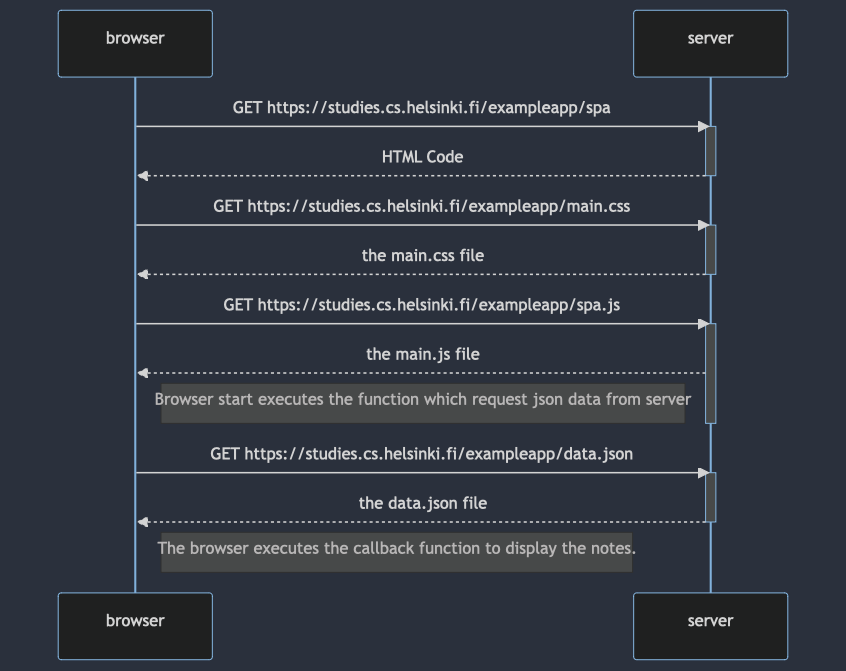 browser
server
GET https://studies.cs.helsinki.fi/exampleapp/spa
HTML Code
GET https://studies.cs.helsinki.fi/exampleapp/main.css
the main.css file
GET https://studies.cs.helsinki.fi/exampleapp/spa.js
the main.js file
Browser start executes the function which request json data from server
GET https://studies.cs.helsinki.fi/exampleapp/data.json
the data.json file
The browser executes the callback function to display the notes.
browser
server